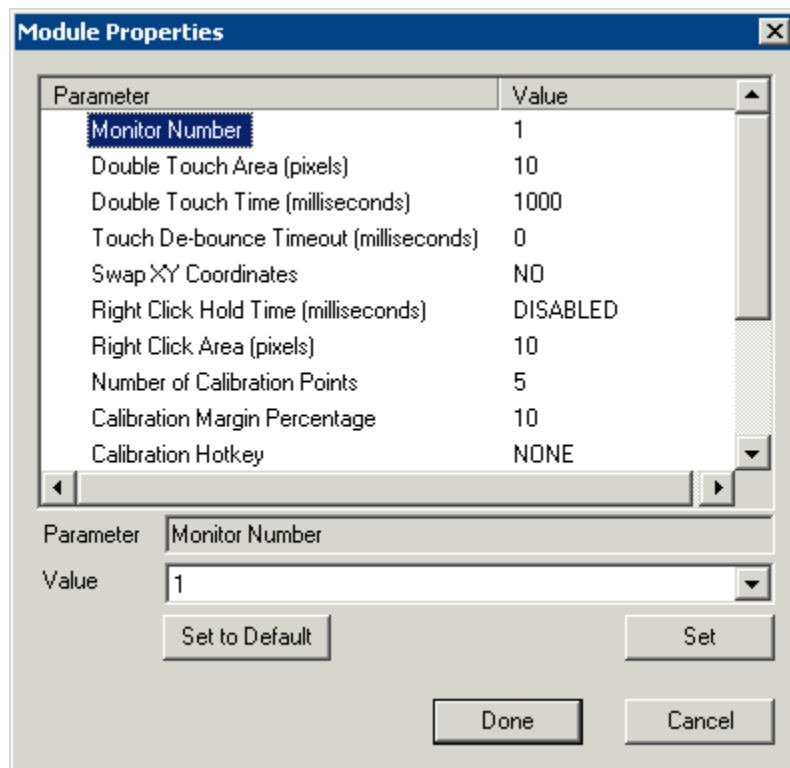 Module Properties
Parameter Value
Monitor Number 1
Double Touch Area (pixels) 10
Double Touch Time (milliseconds) 1000
Touch De-bounce Timeout (milliseconds) 0
Swap XY Coordinates NO
Right Click Hold Time (milliseconds) DISABLED
Right Click Area (pixels) 10
Number of Calibration Points 5
Calibration Margin Percentage 10
Calibration Hotkey NONE
Parameter Monitor Number
Value 1
Set to Default Set
Done Cancel